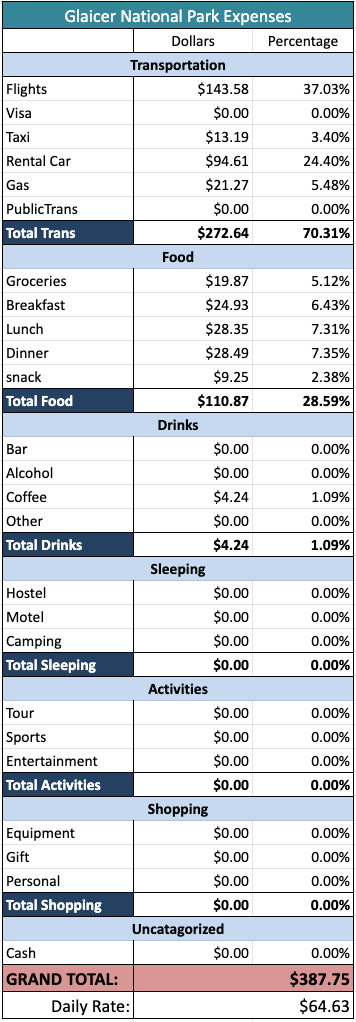 Glaicer National Park Expenses
Dollars Percentage
Transportation
Flights $143.58 37.03%
Visa $0.00 0.00%
Taxi $13.19 3.40%
Rental Car $94.61 24.40%
Gas $21.27 5.48%
PublicTrans $0.00 0.00%
Total Trans $272.64 70.31%
Food
Groceries $19.87 5.12%
Breakfast $24.93 6.43%
Lunch $28.35 7.31%
Dinner $28.49 7.35%
snack $9.25 2.38%
Total Food $110.87 28.59%
Drinks
Bar $0.00 0.00%
Alcohol $0.00 0.00%
Coffee $4.24 1.09%
Other $0.00 0.00%
Total Drinks $4.24 1.09%
Sleeping
Hostel $0.00 0.00%
Motel $0.00 0.00%
Camping $0.00 0.00%
Total Sleeping $0.00 0.00%
Activities
Tour $0.00 0.00%
Sports $0.00 0.00%
Entertainment $0.00 0.00%
Total Activities $0.00 0.00%
Shopping
Equipment $0.00 0.00%
Gift $0.00 0.00%
Personal $0.00 0.00%
Total Shopping $0.00 0.00%
Uncatagorized
Cash $0.00 0.00%
GRAND TOTAL: $387.75
Daily Rate: $64.63